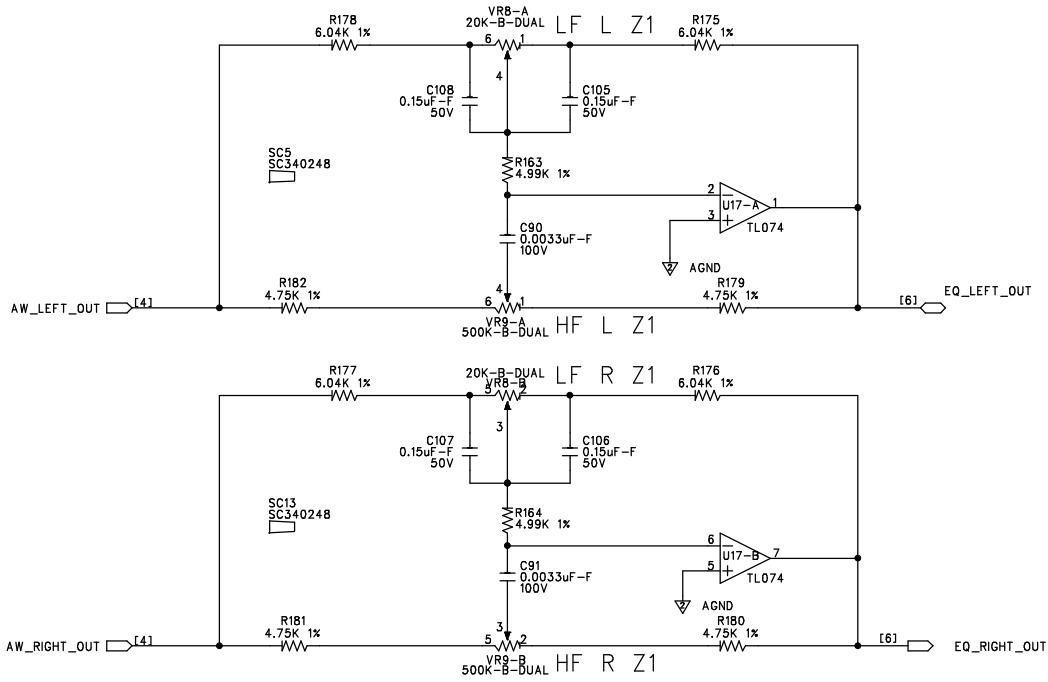 VR8-A
20K-B-DUAL
LF L Z1
R178
6.04K 1%
6
1
R175
6.04K 1%
4
C108
0.15uF-F
50V
C105
0.15uF-F
50V
SC5
SC340248
R163
4.99K 1%
2
3
U17-A
1
TL074
C90
0.0033uF-F
100V
2
AGND
AW_LEFT_OUT
[4]
R182
4.75K 1%
4
6
1
VR9-A
500K-B-DUAL
HF L Z1
R179
4.75K 1%
[6]
EQ_LEFT_OUT
20K-B-DUAL
VR8-B
LF R Z1
R177
6.04K 1%
5
2
R176
6.04K 1%
3
C107
0.15uF-F
50V
C106
0.15uF-F
50V
SC13
SC340248
R164
4.99K 1%
6
5
U17-B
7
TL074
C91
0.0033uF-F
100V
2
AGND
AW_RIGHT_OUT
[4]
R181
4.75K 1%
3
5
2
VR9-B
500K-B-DUAL
HF R Z1
R180
4.75K 1%
[6]
EQ_RIGHT_OUT